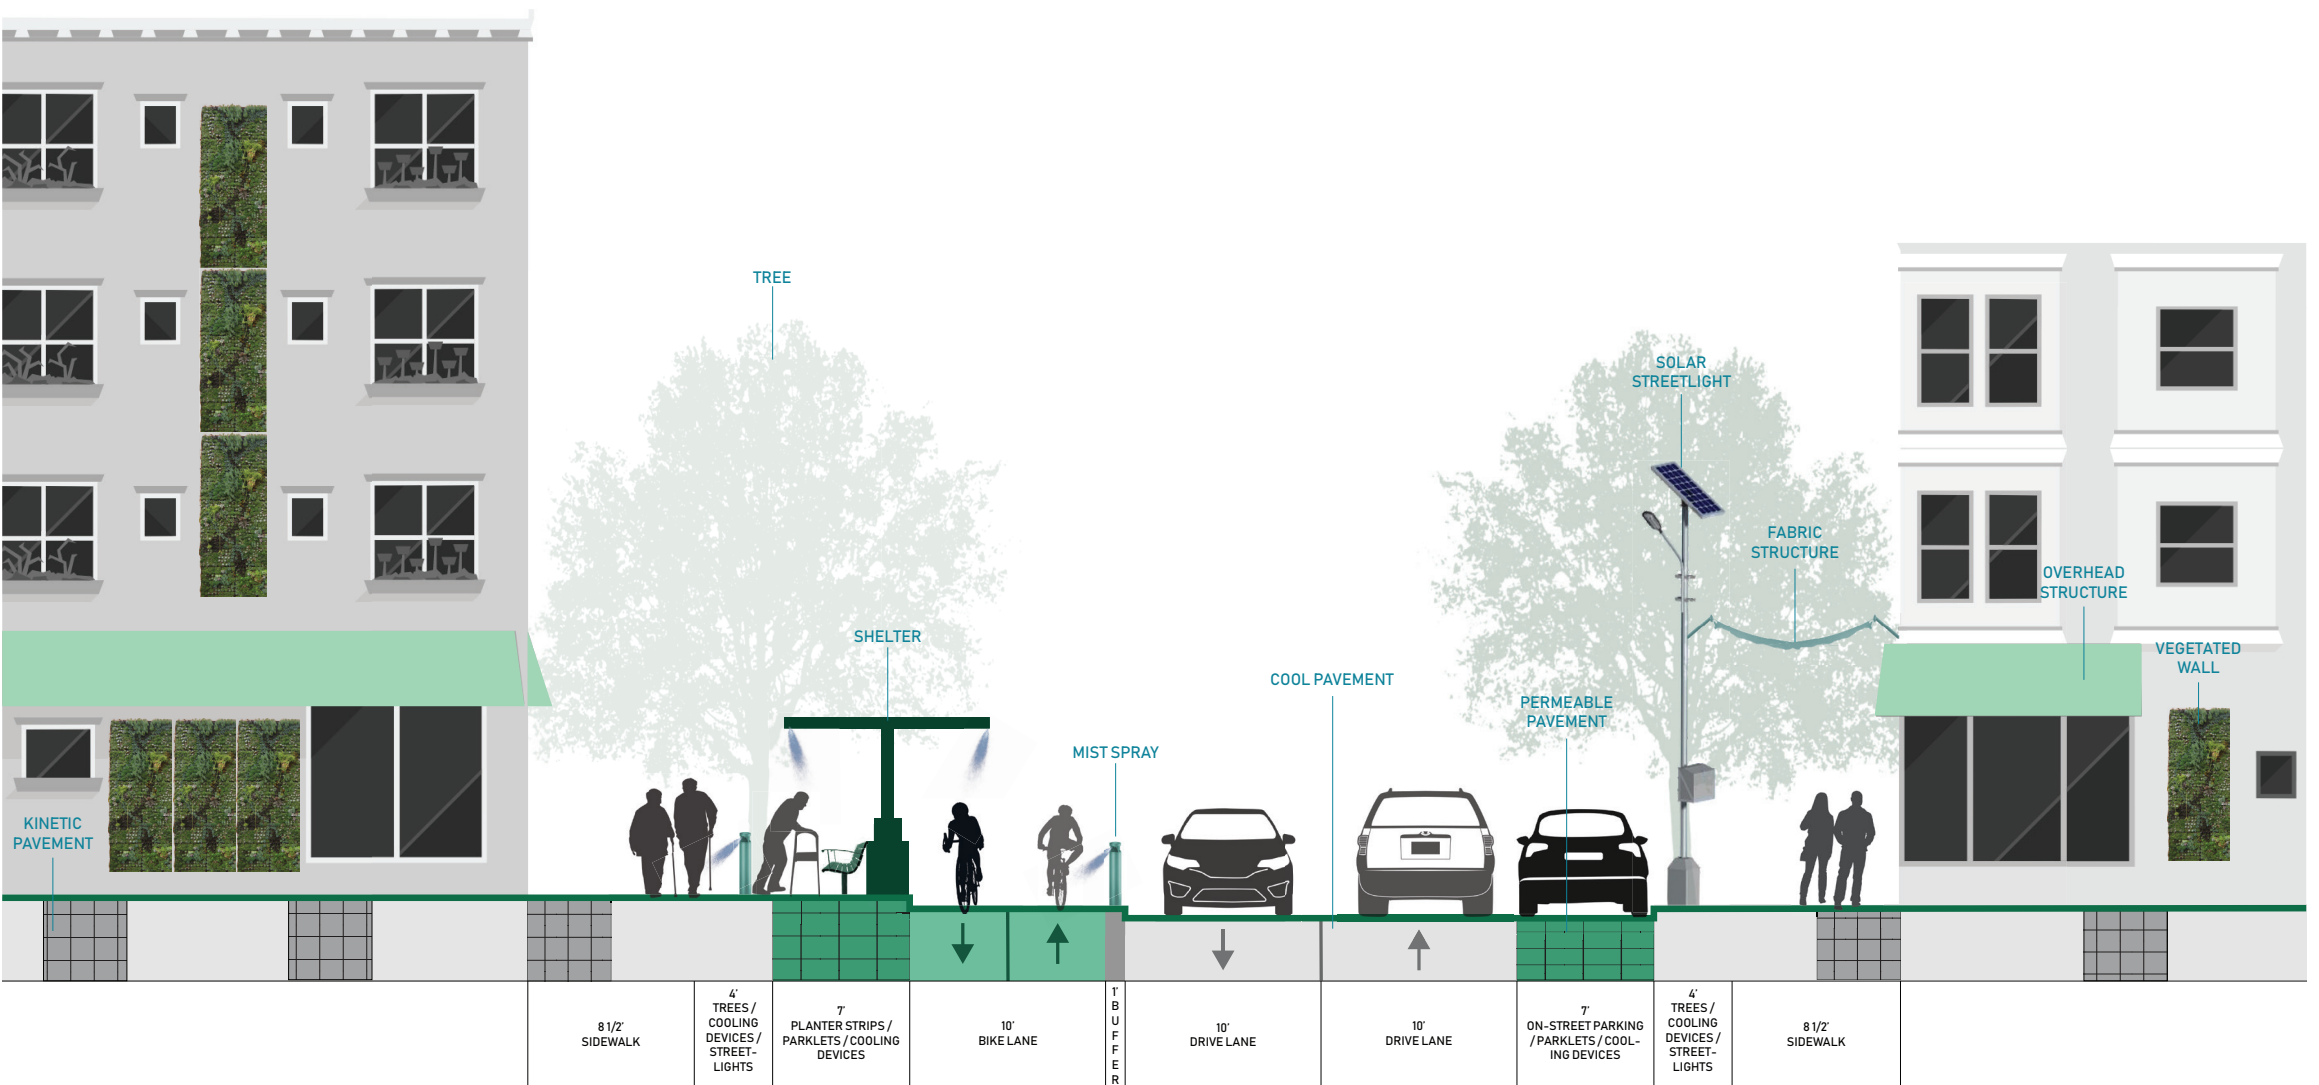 TREE
SOLAR
STREETLIGHT
FABRIC
STRUCTURE
OVERHEAD
STRUCTURE
SHELTER
VEGETATED
WALL
COOL PAVEMENT
PERMEABLE
PAVEMENT
MIST SPRAY
KINETIC
PAVEMENT
8 1/2'
SIDEWALK
4'
TREES /
COOLING
DEVICES /
STREET-
LIGHTS
7'
PLANTER STRIPS /
PARKLETS / COOLING
DEVICES
10'
BIKE LANE
1'
B
U
F
F
E
R
10'
DRIVE LANE
10'
DRIVE LANE
7'
ON-STREET PARKING
/ PARKLETS / COOL-
ING DEVICES
4'
TREES /
COOLING
DEVICES /
STREET-
LIGHTS
8 1/2'
SIDEWALK